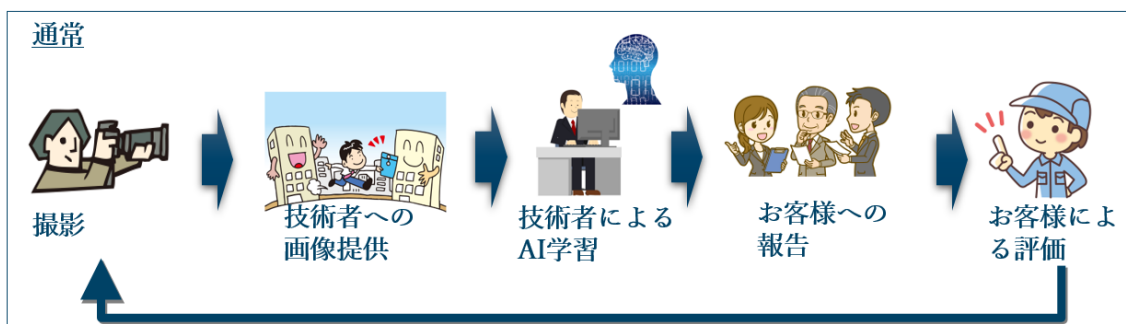 通常
撮影
技術者への
画像提供
技術者による
AI学習
お客様への
報告
お客様によ
る評価